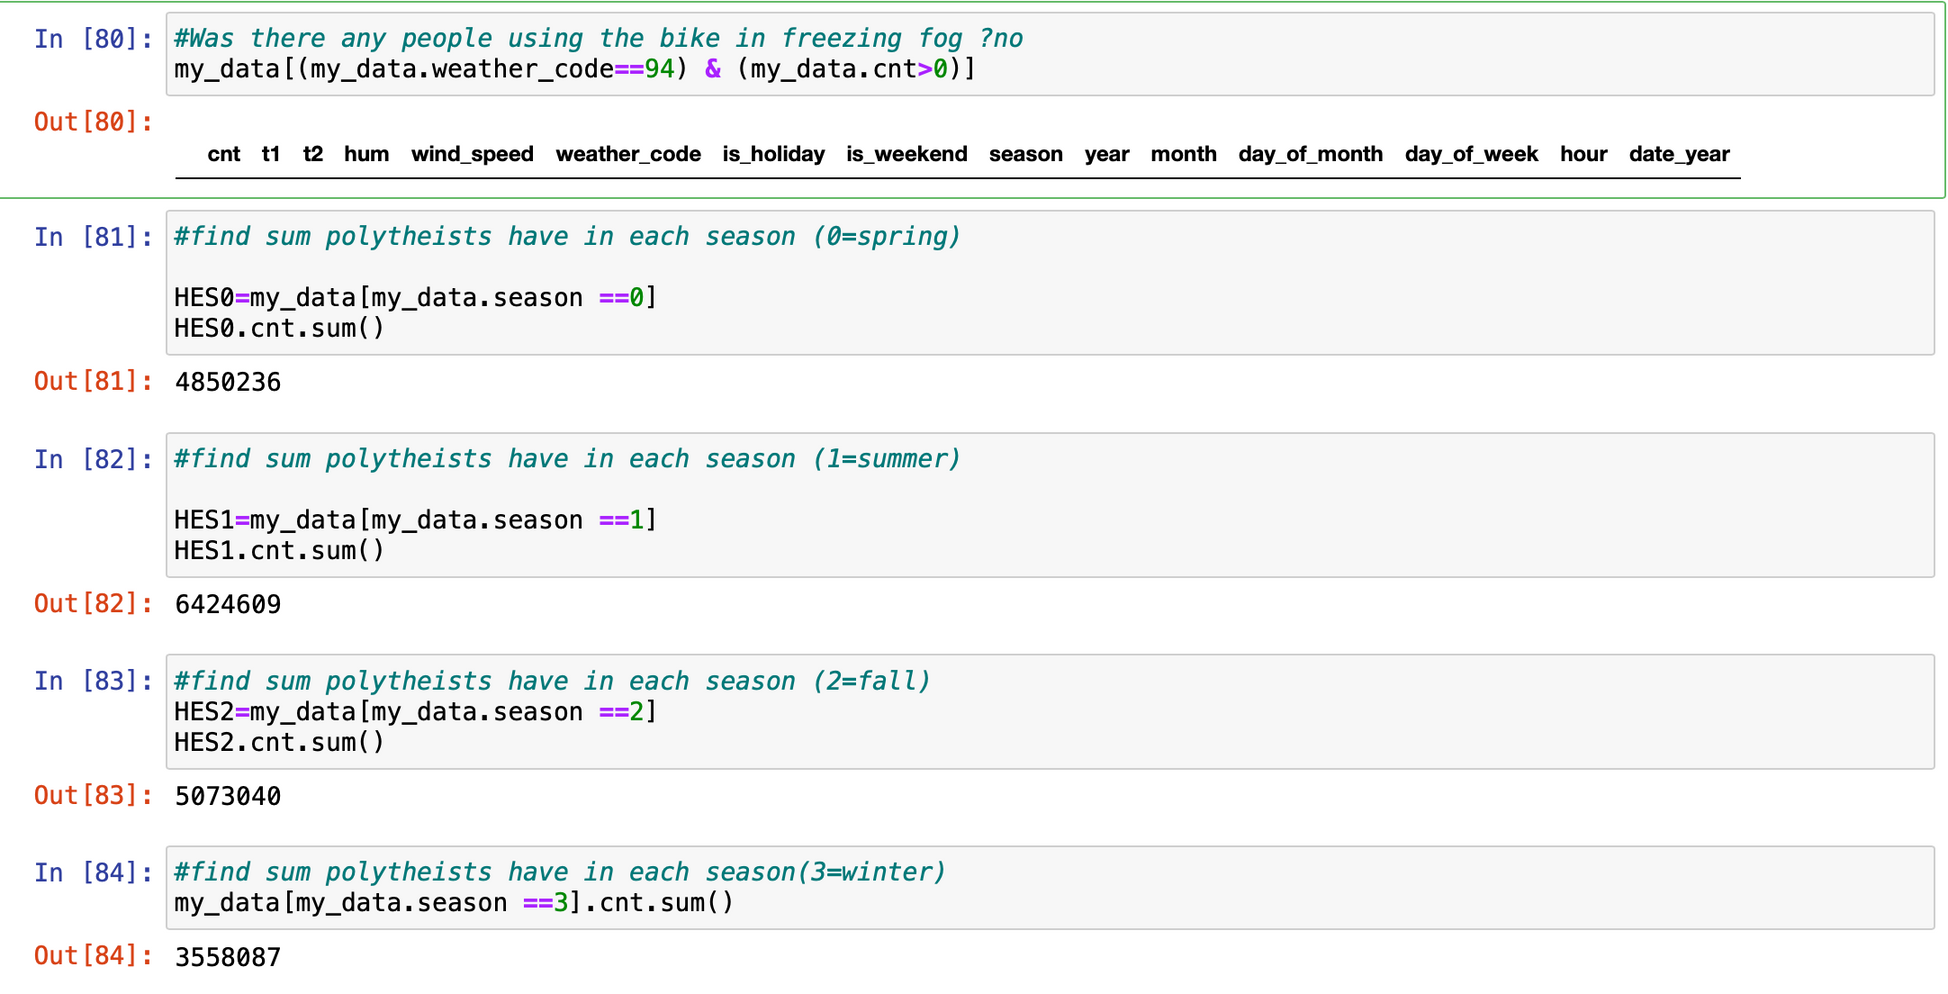 In [80]: #Was there any people using the bike in freezing fog ?no
my_data[(my_data.weather_code==94) & (my_data.cnt>0)]
Out[80]:
cnt t1 t2 hum wind_speed weather_code is_holiday is_weekend season year month day_of_month day_of_week hour date_year
In [81]: #find sum polytheists have in each season (0=spring)
HES0=my_data[my_data.season ==0]
HES0.cnt.sum()
Out[81]: 4850236
In [82]: #find sum polytheists have in each season (1=summer)
HES1=my_data[my_data.season ==1]
HES1.cnt.sum()
Out[82]: 6424609
In [83]: #find sum polytheists have in each season (2=fall)
HES2=my_data[my_data.season ==2]
HES2.cnt.sum()
Out[83]: 5073040
In [84]: #find sum polytheists have in each season(3=winter)
my_data[my_data.season ==3].cnt.sum()
Out[84]: 3558087